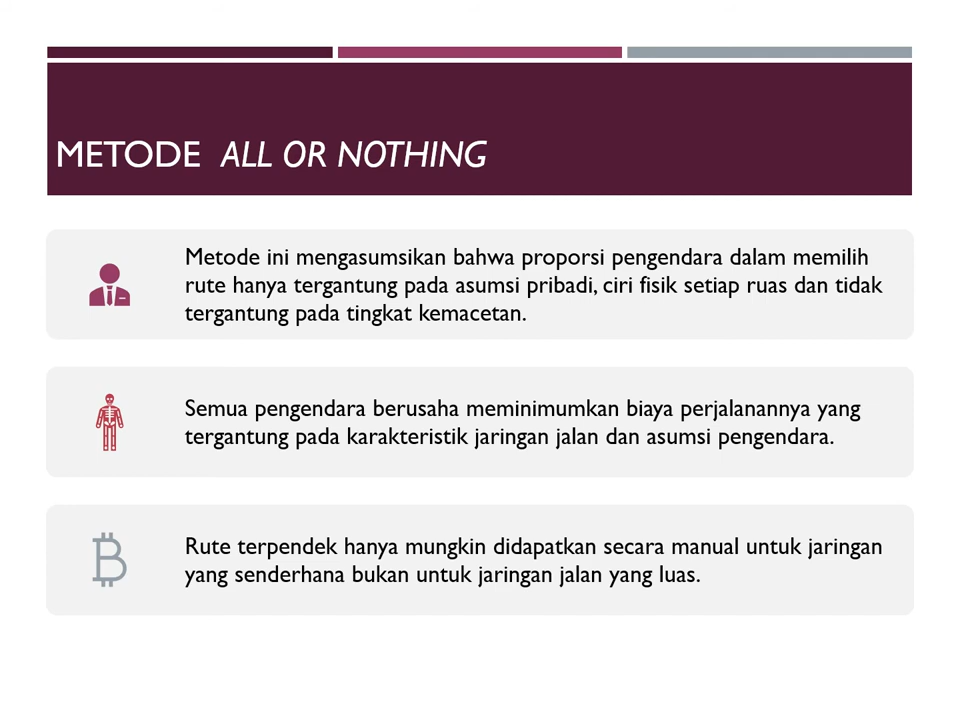 METODE ALL OR NOTHING
Metode ini mengasumsikan bahwa proporsi pengendara dalam memilih
rute hanya tergantung pada asumsi pribadi, ciri fisik setiap ruas dan tidak
tergantung pada tingkat kemacetan.
Semua pengendara berusaha meminimumkan biaya perjalanannya yang
tergantung pada karakteristik jaringan jalan dan asumsi pengendara.
Rute terpendek hanya mungkin didapatkan secara manual untuk jaringan
yang senderhana bukan untuk jaringan jalan yang luas.